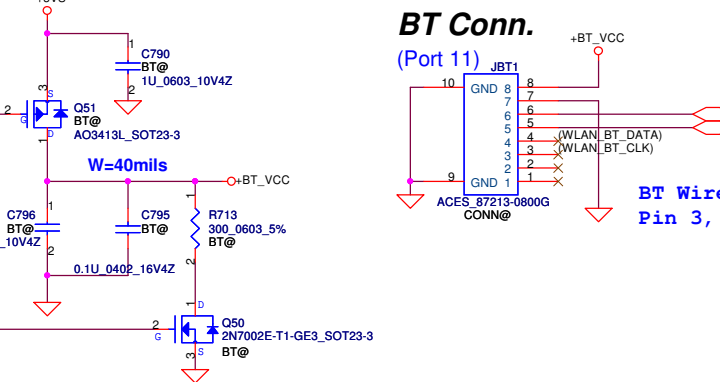 BT Conn.
(Port 11)
+BT_VCC
JBT1
10 GND 8 8
7 7
6 6
5 5
4 4 (WLAN_BT_DATA)
3 3 (WLAN_BT_CLK)
2 2
9 GND 1 1
ACES_87213-0800G
CONN@
BT Wire
Pin 3,
1
C790
BT@
1U_0603_10V4Z
2
3
S
2
G
Q51
BT@
AO3413L_SOT23-3
D
1
W=40mils
+BT_VCC
1
C796
BT@
_10V4Z
2
1
C795
BT@
0.1U_0402_16V4Z
1
R713
300_0603_5%
BT@
2
1
D
2
G
Q50
2N7002E-T1-GE3_SOT23-3
BT@
S
3